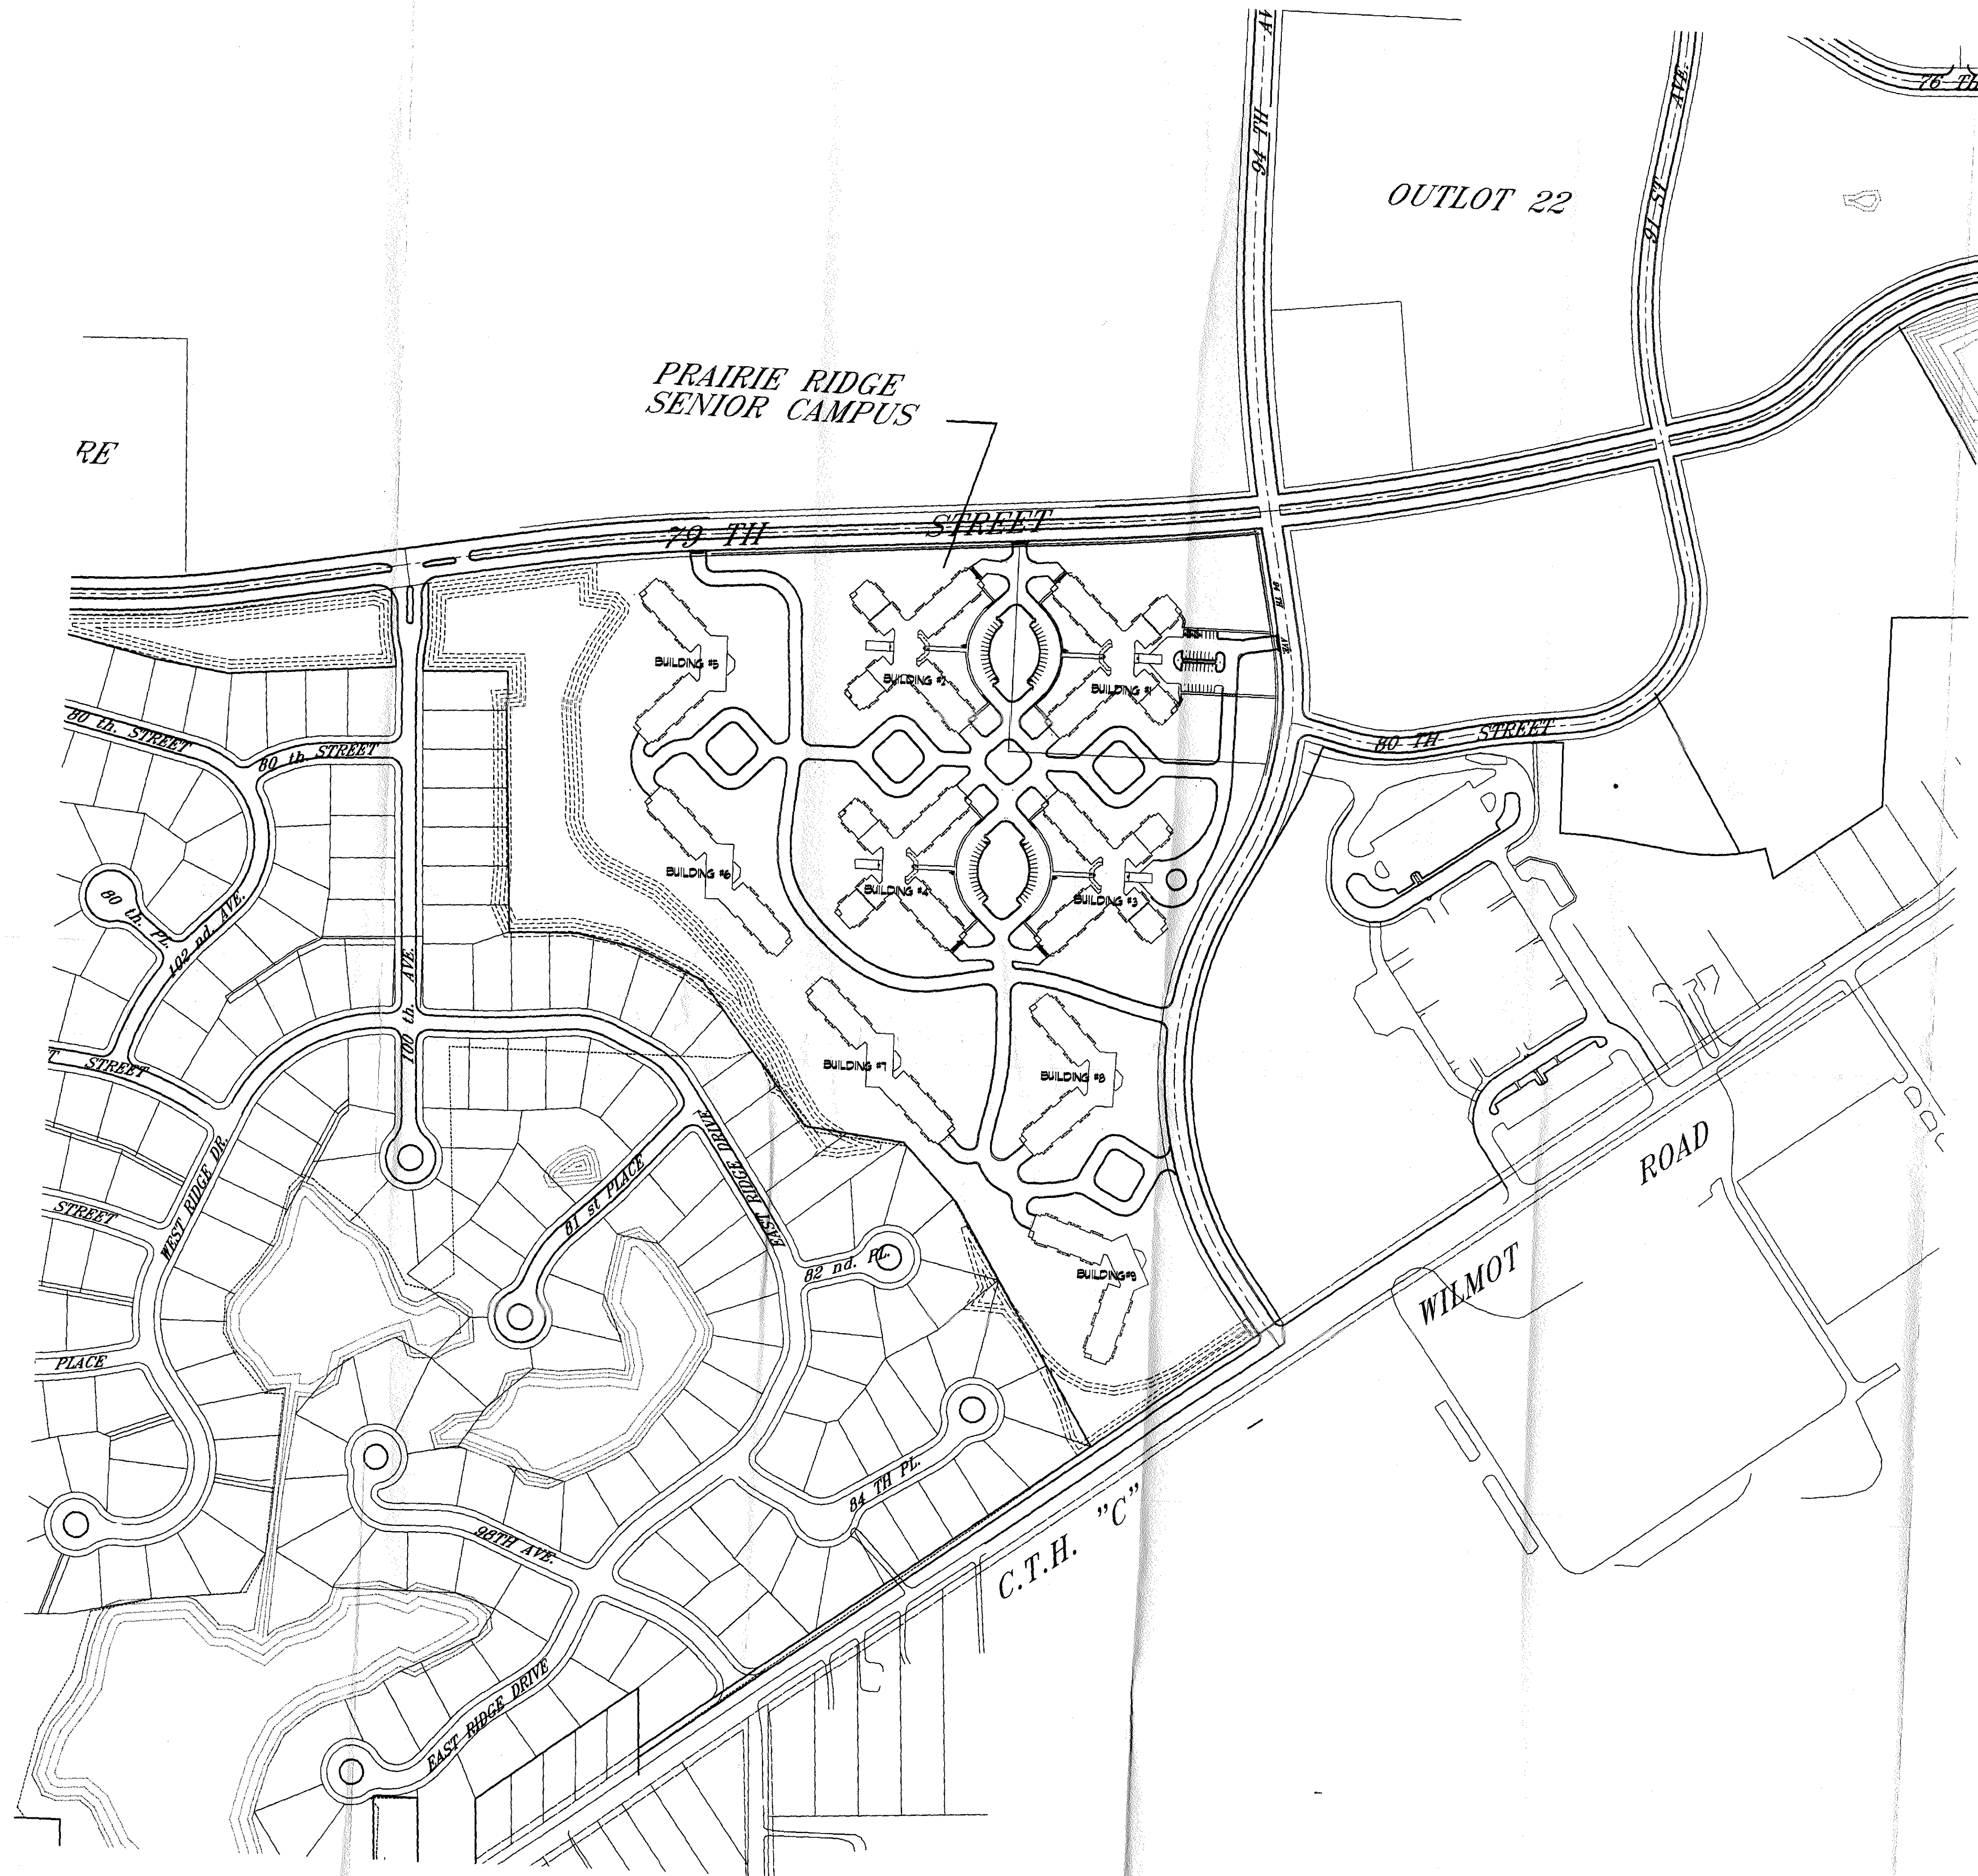 94 TH AV
AVE.
91 ST
76 Th
OUTLOT 22
PRAIRIE RIDGE
SENIOR CAMPUS
RE
79 TH STREET
94 TH
AVE.
BUILDING #5
BUILDING #2
BUILDING #1
80 th. STREET
80 th. STREET
80 TH STREET
BUILDING #6
BUILDING #4
BUILDING #3
80 th. PL.
102 nd. AVE.
100 th. AVE.
STREET
BUILDING #7
BUILDING #8
WEST RIDGE DR.
EAST RIDGE DRIVE
81 st PLACE
STREET
82 nd. PL.
BUILDING #9
WILMOT ROAD
PLACE
84 TH PL.
98TH AVE.
C.T.H. "C"
EAST RIDGE DRIVE